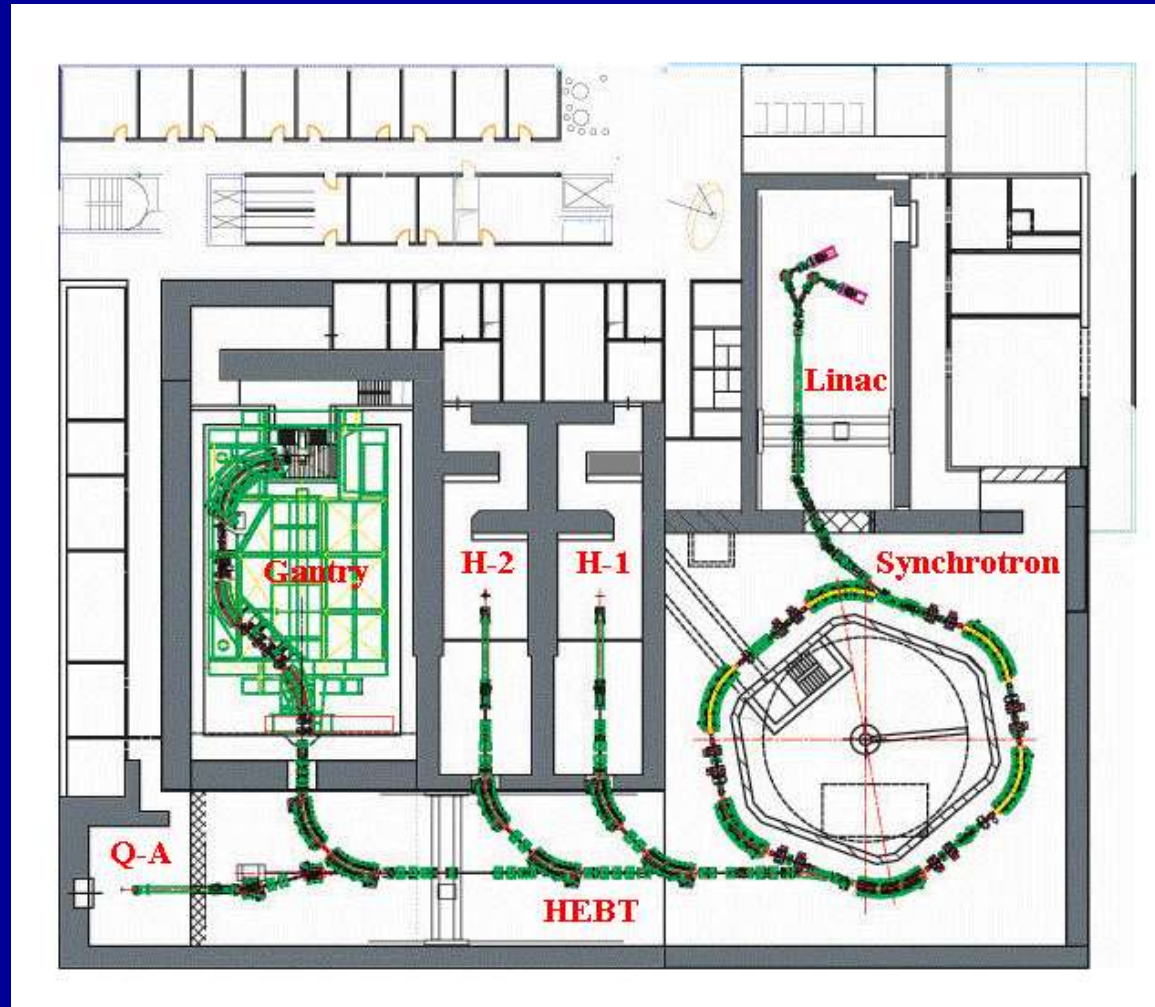 Linac
Synchrotron
Gantry
H-2
H-1
Q-A
HEBT